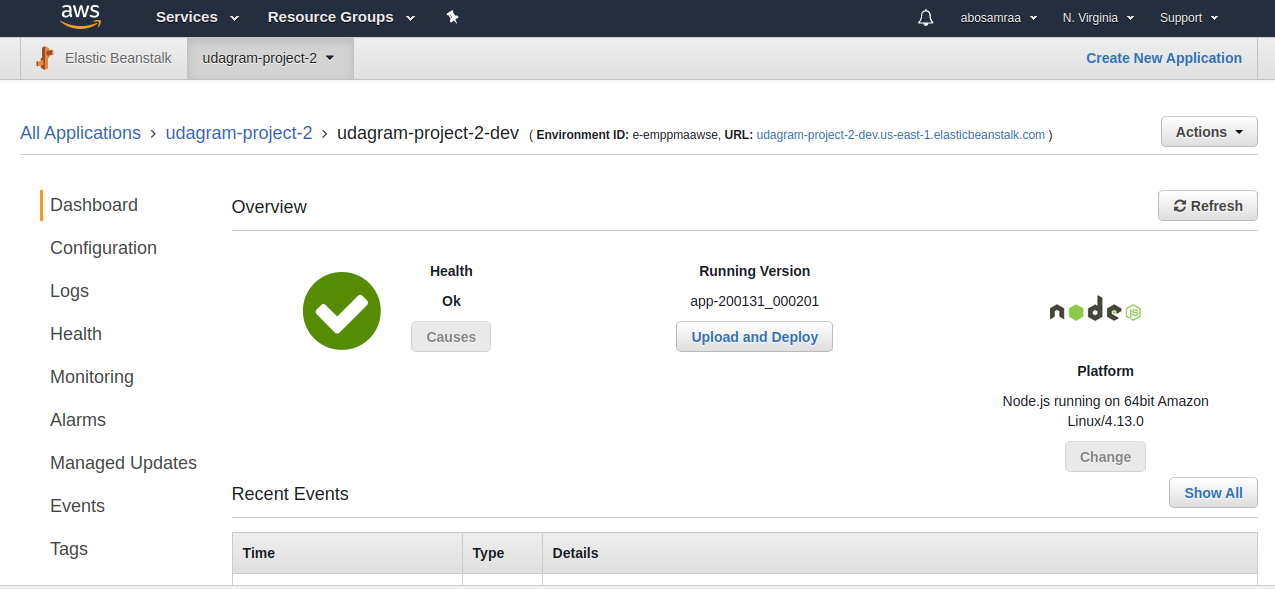 aws Services Resource Groups abosamraa N. Virginia Support
Elastic Beanstalk udagram-project-2 Create New Application
All Applications › udagram-project-2 › udagram-project-2-dev ( Environment ID: e-emppmaawse, URL: udagram-project-2-dev.us-east-1.elasticbeanstalk.com ) Actions
Dashboard
Configuration
Logs
Health
Monitoring
Alarms
Managed Updates
Events
Tags
Overview Refresh
Health
Ok
Causes
Running Version
app-200131_000201
Upload and Deploy
node JS
Platform
Node.js running on 64bit Amazon
Linux/4.13.0
Change
Recent Events Show All
Time Type Details